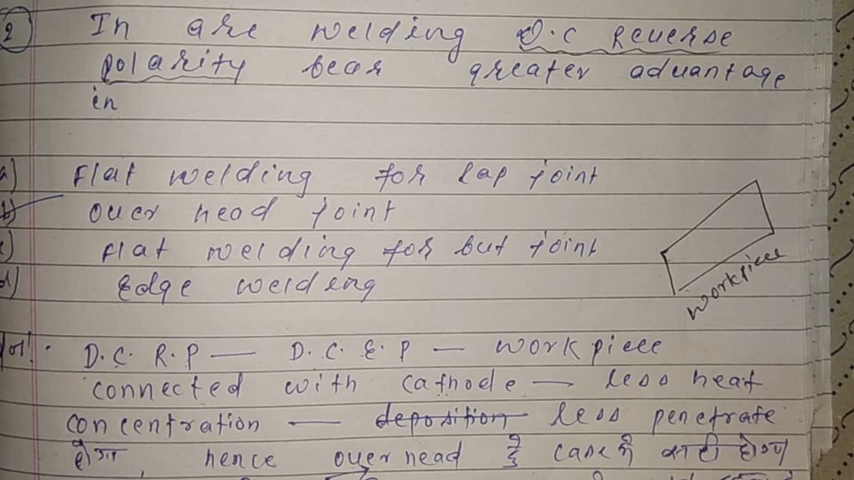 2 In arc welding D.C Reverse
polarity bear greater advantage
in
a) Flat welding for lap joint
b) over head joint
c) Flat welding for but joint
d) Edge welding
workpiece
Sol! · D.C. R.P — D.C.E.P — work piece
connected with cathode — less heat
concentration — deposition less penetrate
होगा, hence over head के case में सही होगा